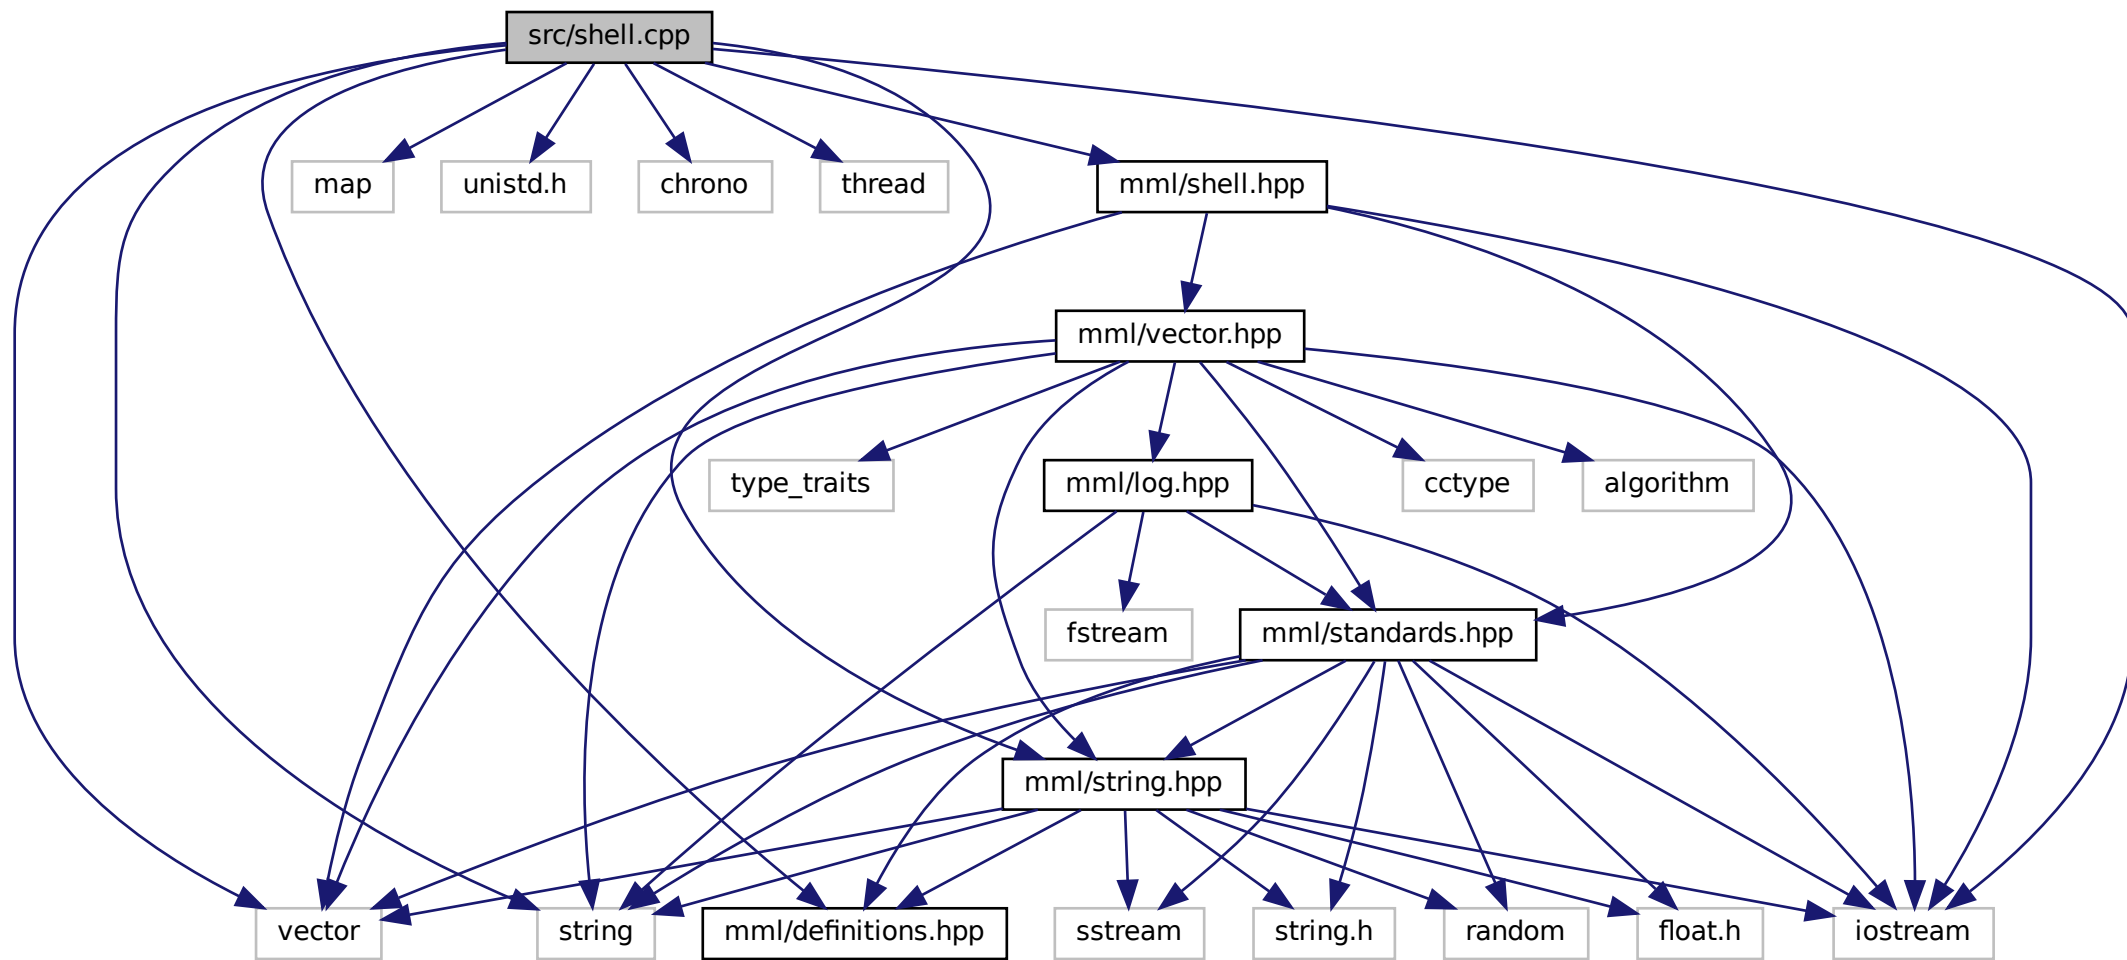 src/shell.cpp
map
unistd.h
chrono
thread
mml/shell.hpp
mml/vector.hpp
type_traits
mml/log.hpp
cctype
algorithm
fstream
mml/standards.hpp
mml/string.hpp
vector
string
mml/definitions.hpp
sstream
string.h
random
float.h
iostream